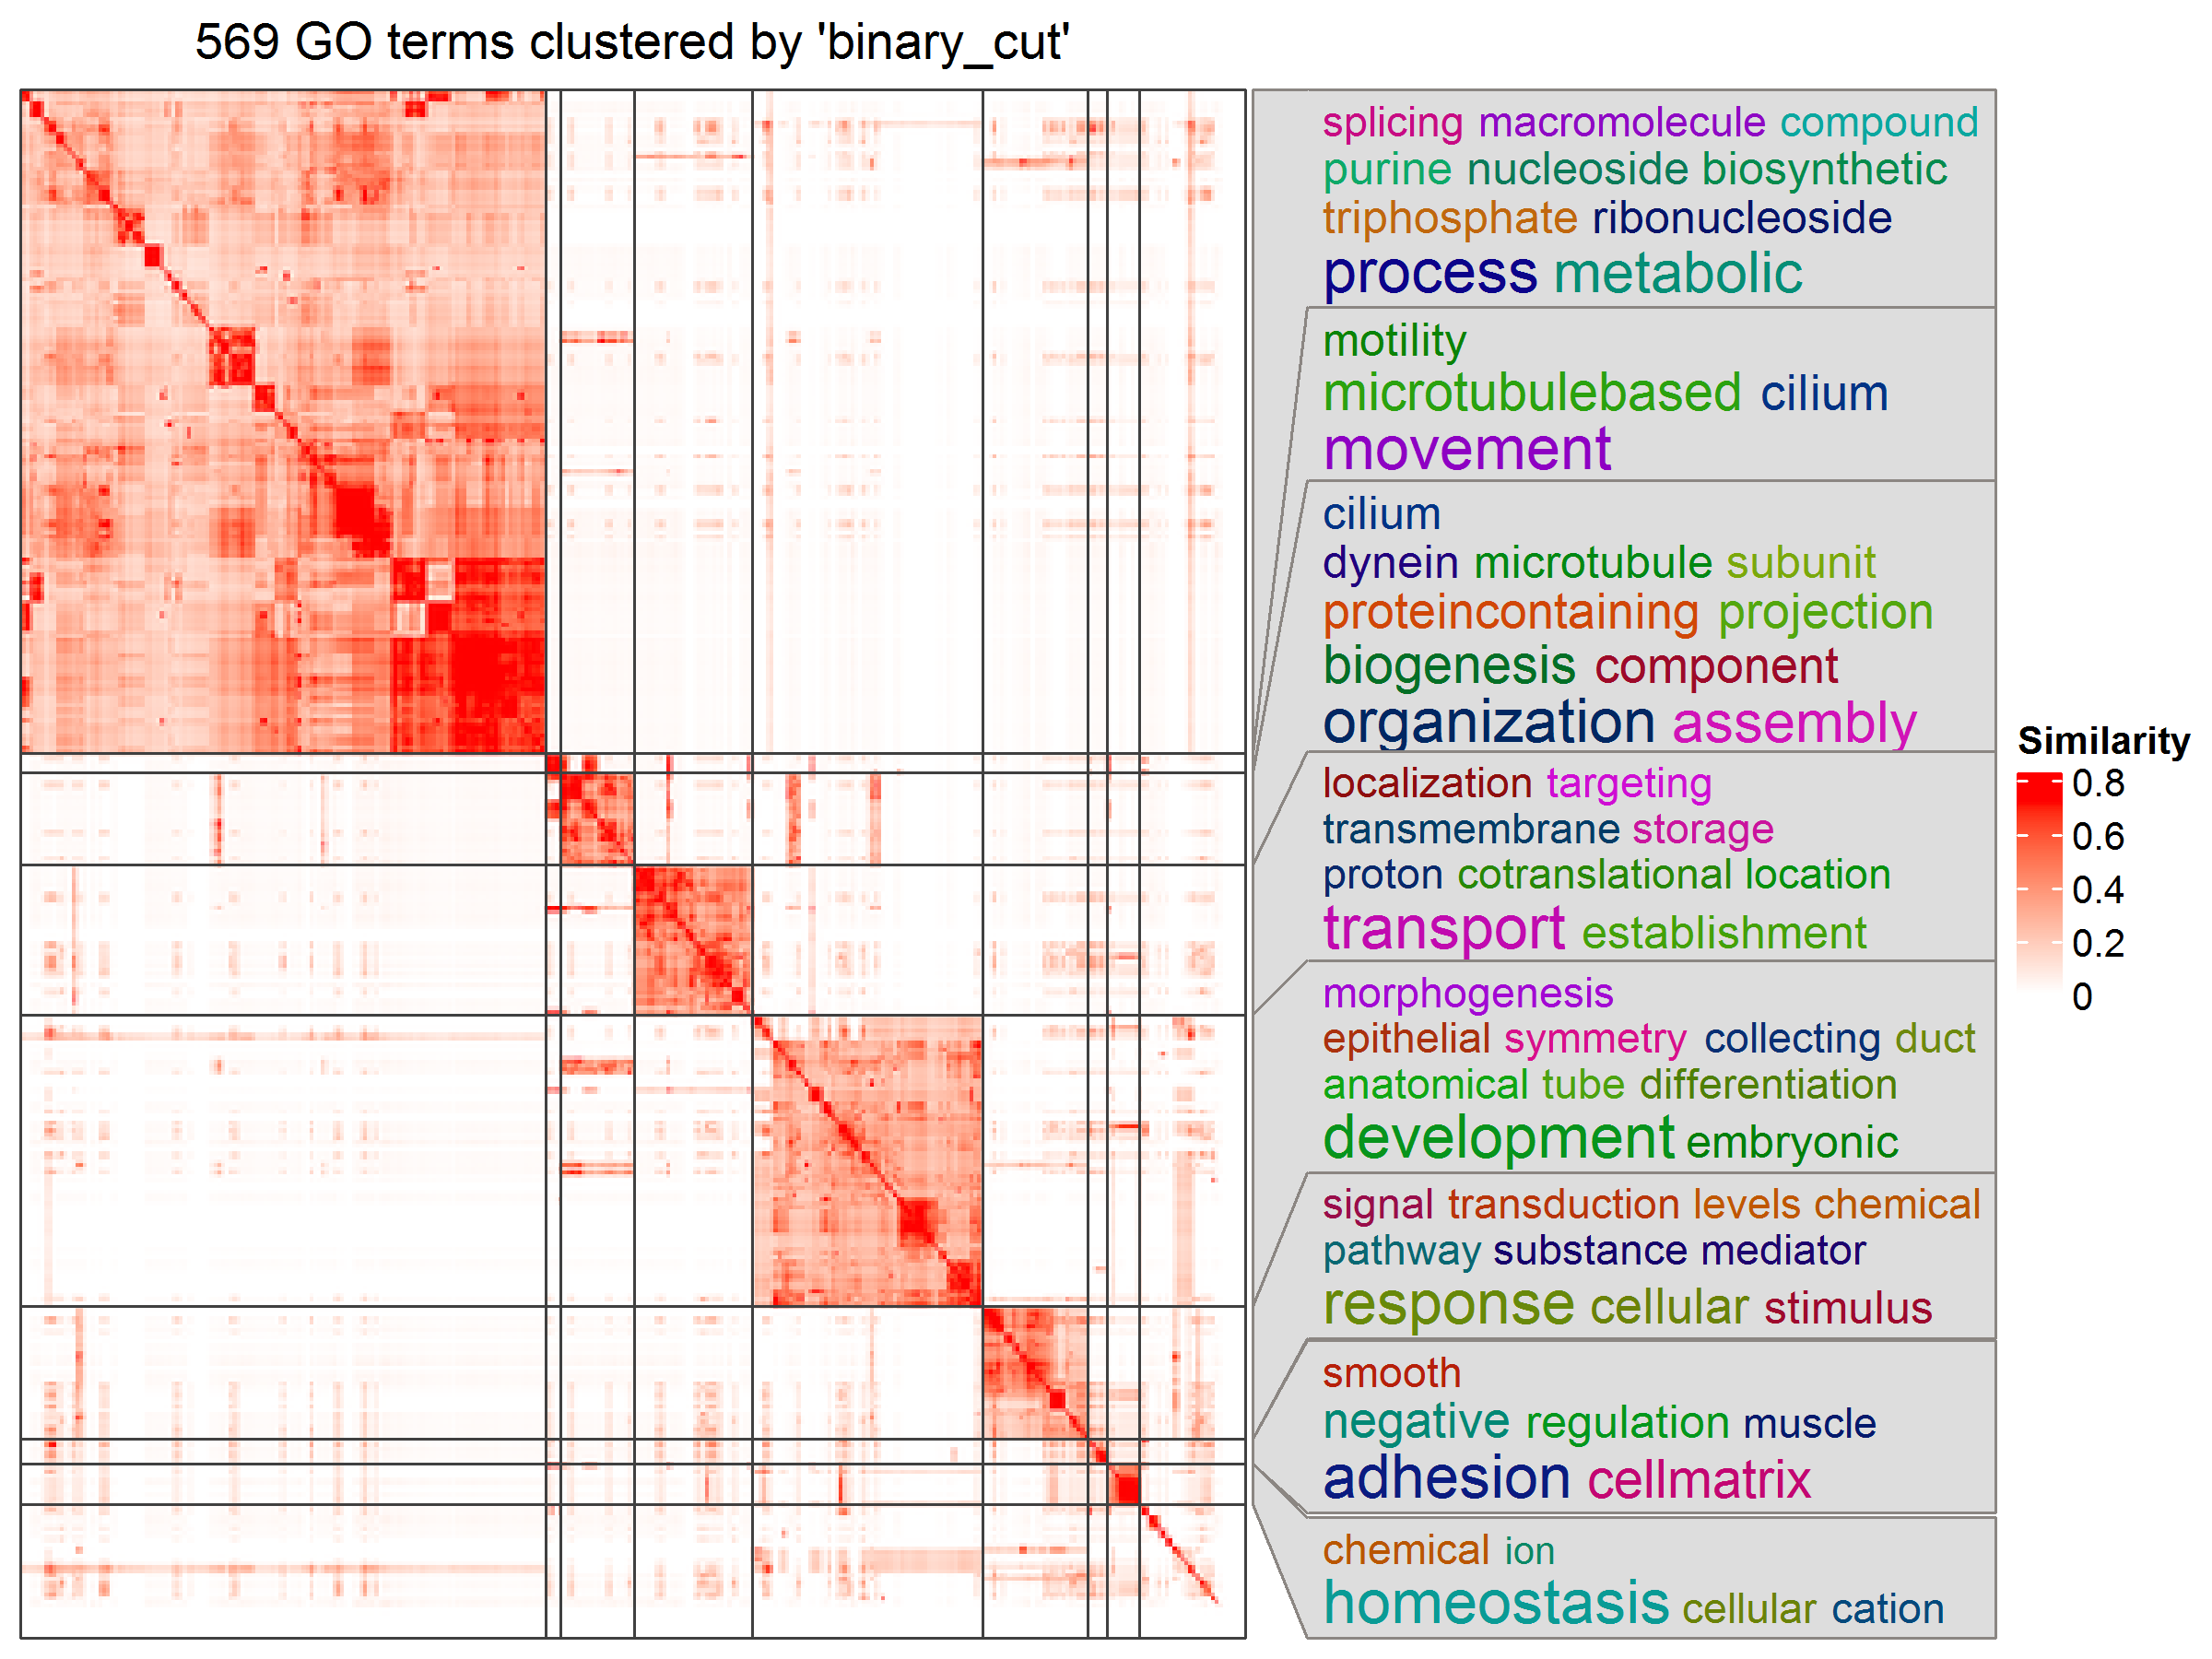 569 GO terms clustered by 'binary_cut'
splicing macromolecule compound
purine nucleoside biosynthetic
triphosphate ribonucleoside
process metabolic
motility
microtubulebased cilium
movement
cilium
dynein microtubule subunit
proteincontaining projection
biogenesis component
organization assembly
localization targeting
transmembrane storage
proton cotranslational location
transport establishment
morphogenesis
epithelial symmetry collecting duct
anatomical tube differentiation
development embryonic
signal transduction levels chemical
pathway substance mediator
response cellular stimulus
smooth
negative regulation muscle
adhesion cellmatrix
chemical ion
homeostasis cellular cation
Similarity
0.8
0.6
0.4
0.2
0